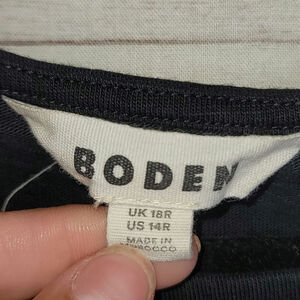 BODEN
UK 18R
US 14R
MADE IN
MOROCCO